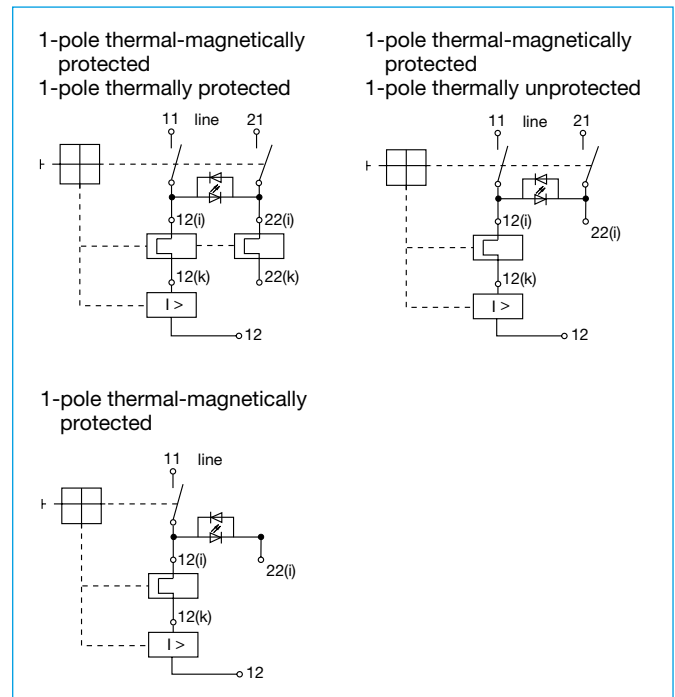 1-pole thermal-magnetically
protected
1-pole thermally protected
11 line 21
12(i) 22(i)
12(k) 22(k)
I >
12
1-pole thermal-magnetically
protected
1-pole thermally unprotected
11 line 21
12(i)
22(i)
12(k)
I >
12
1-pole thermal-magnetically
protected
11 line
12(i)
22(i)
12(k)
I >
12